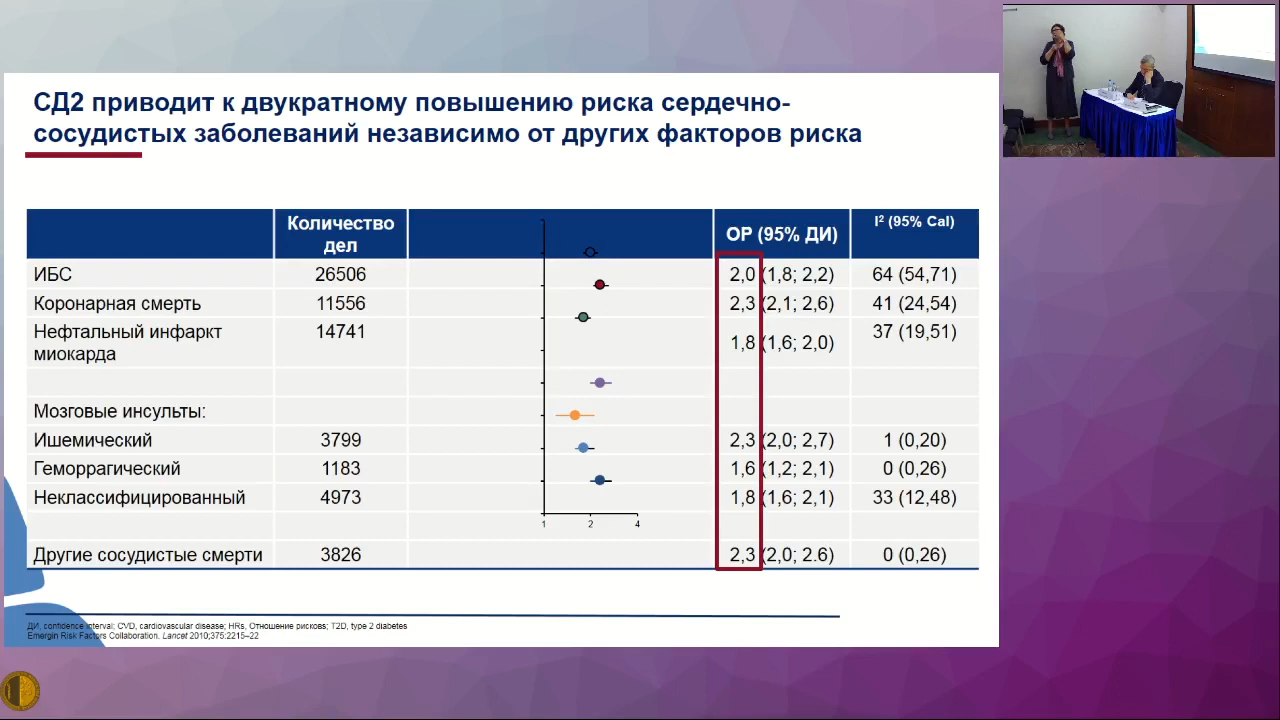 СД2 приводит к двукратному повышению риска сердечно-
сосудистых заболеваний независимо от других факторов риска
Количество
дел
ОР (95% ДИ)
I² (95% CaI)
ИБС 26506 2,0 (1,8; 2,2) 64 (54,71)
Коронарная смерть 11556 2,3 (2,1; 2,6) 41 (24,54)
Нефтальный инфаркт
миокарда 14741 1,8 (1,6; 2,0) 37 (19,51)
Мозговые инсульты:
Ишемический 3799 2,3 (2,0; 2,7) 1 (0,20)
Геморрагический 1183 1,6 (1,2; 2,1) 0 (0,26)
Неклассифицированный 4973 1,8 (1,6; 2,1) 33 (12,48)
1 2 4
Другие сосудистые смерти 3826 2,3 (2,0; 2.6) 0 (0,26)
ДИ, confidence interval; CVD, cardiovascular disease; HRs, Отношение рисковs; T2D, type 2 diabetes
Emergin Risk Factors Collaboration. Lancet 2010;375:2215–22